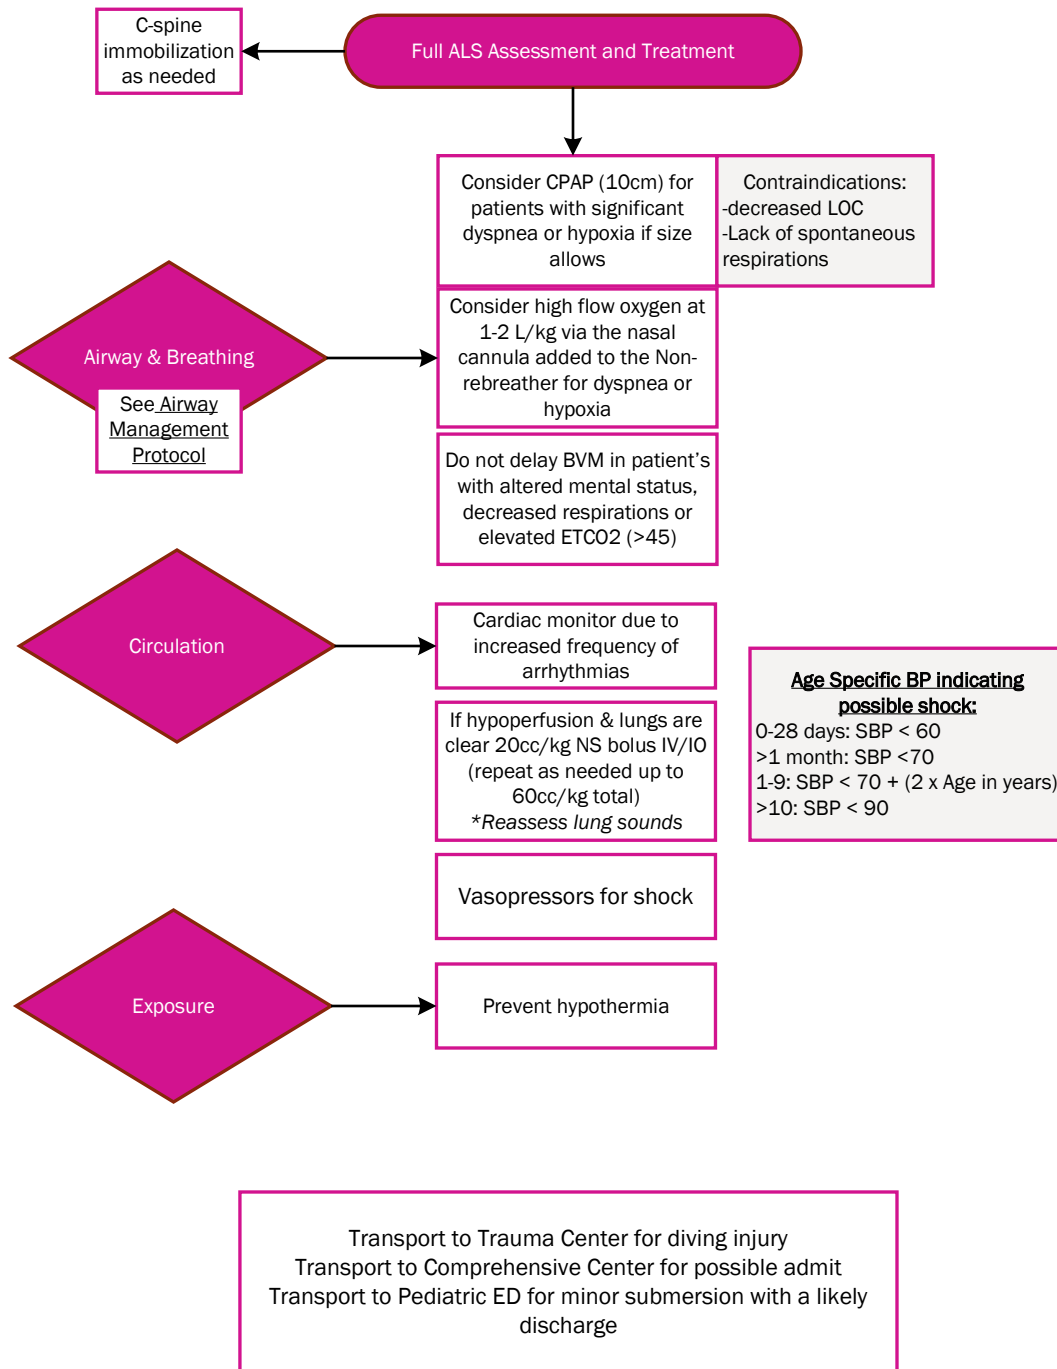 C-spine
immobilization
as needed
Full ALS Assessment and Treatment
Consider CPAP (10cm) for
patients with significant
dyspnea or hypoxia if size
allows
Contraindications:
-decreased LOC
-Lack of spontaneous
respirations
Airway & Breathing
See Airway
Management
Protocol
Consider high flow oxygen at
1-2 L/kg via the nasal
cannula added to the Non-
rebreather for dyspnea or
hypoxia
Do not delay BVM in patient's
with altered mental status,
decreased respirations or
elevated ETCO2 (>45)
Circulation
Cardiac monitor due to
increased frequency of
arrhythmias
If hypoperfusion & lungs are
clear 20cc/kg NS bolus IV/IO
(repeat as needed up to
60cc/kg total)
*Reassess lung sounds
Age Specific BP indicating
possible shock:
0-28 days: SBP < 60
>1 month: SBP <70
1-9: SBP < 70 + (2 x Age in years)
>10: SBP < 90
Vasopressors for shock
Exposure
Prevent hypothermia
Transport to Trauma Center for diving injury
Transport to Comprehensive Center for possible admit
Transport to Pediatric ED for minor submersion with a likely
discharge